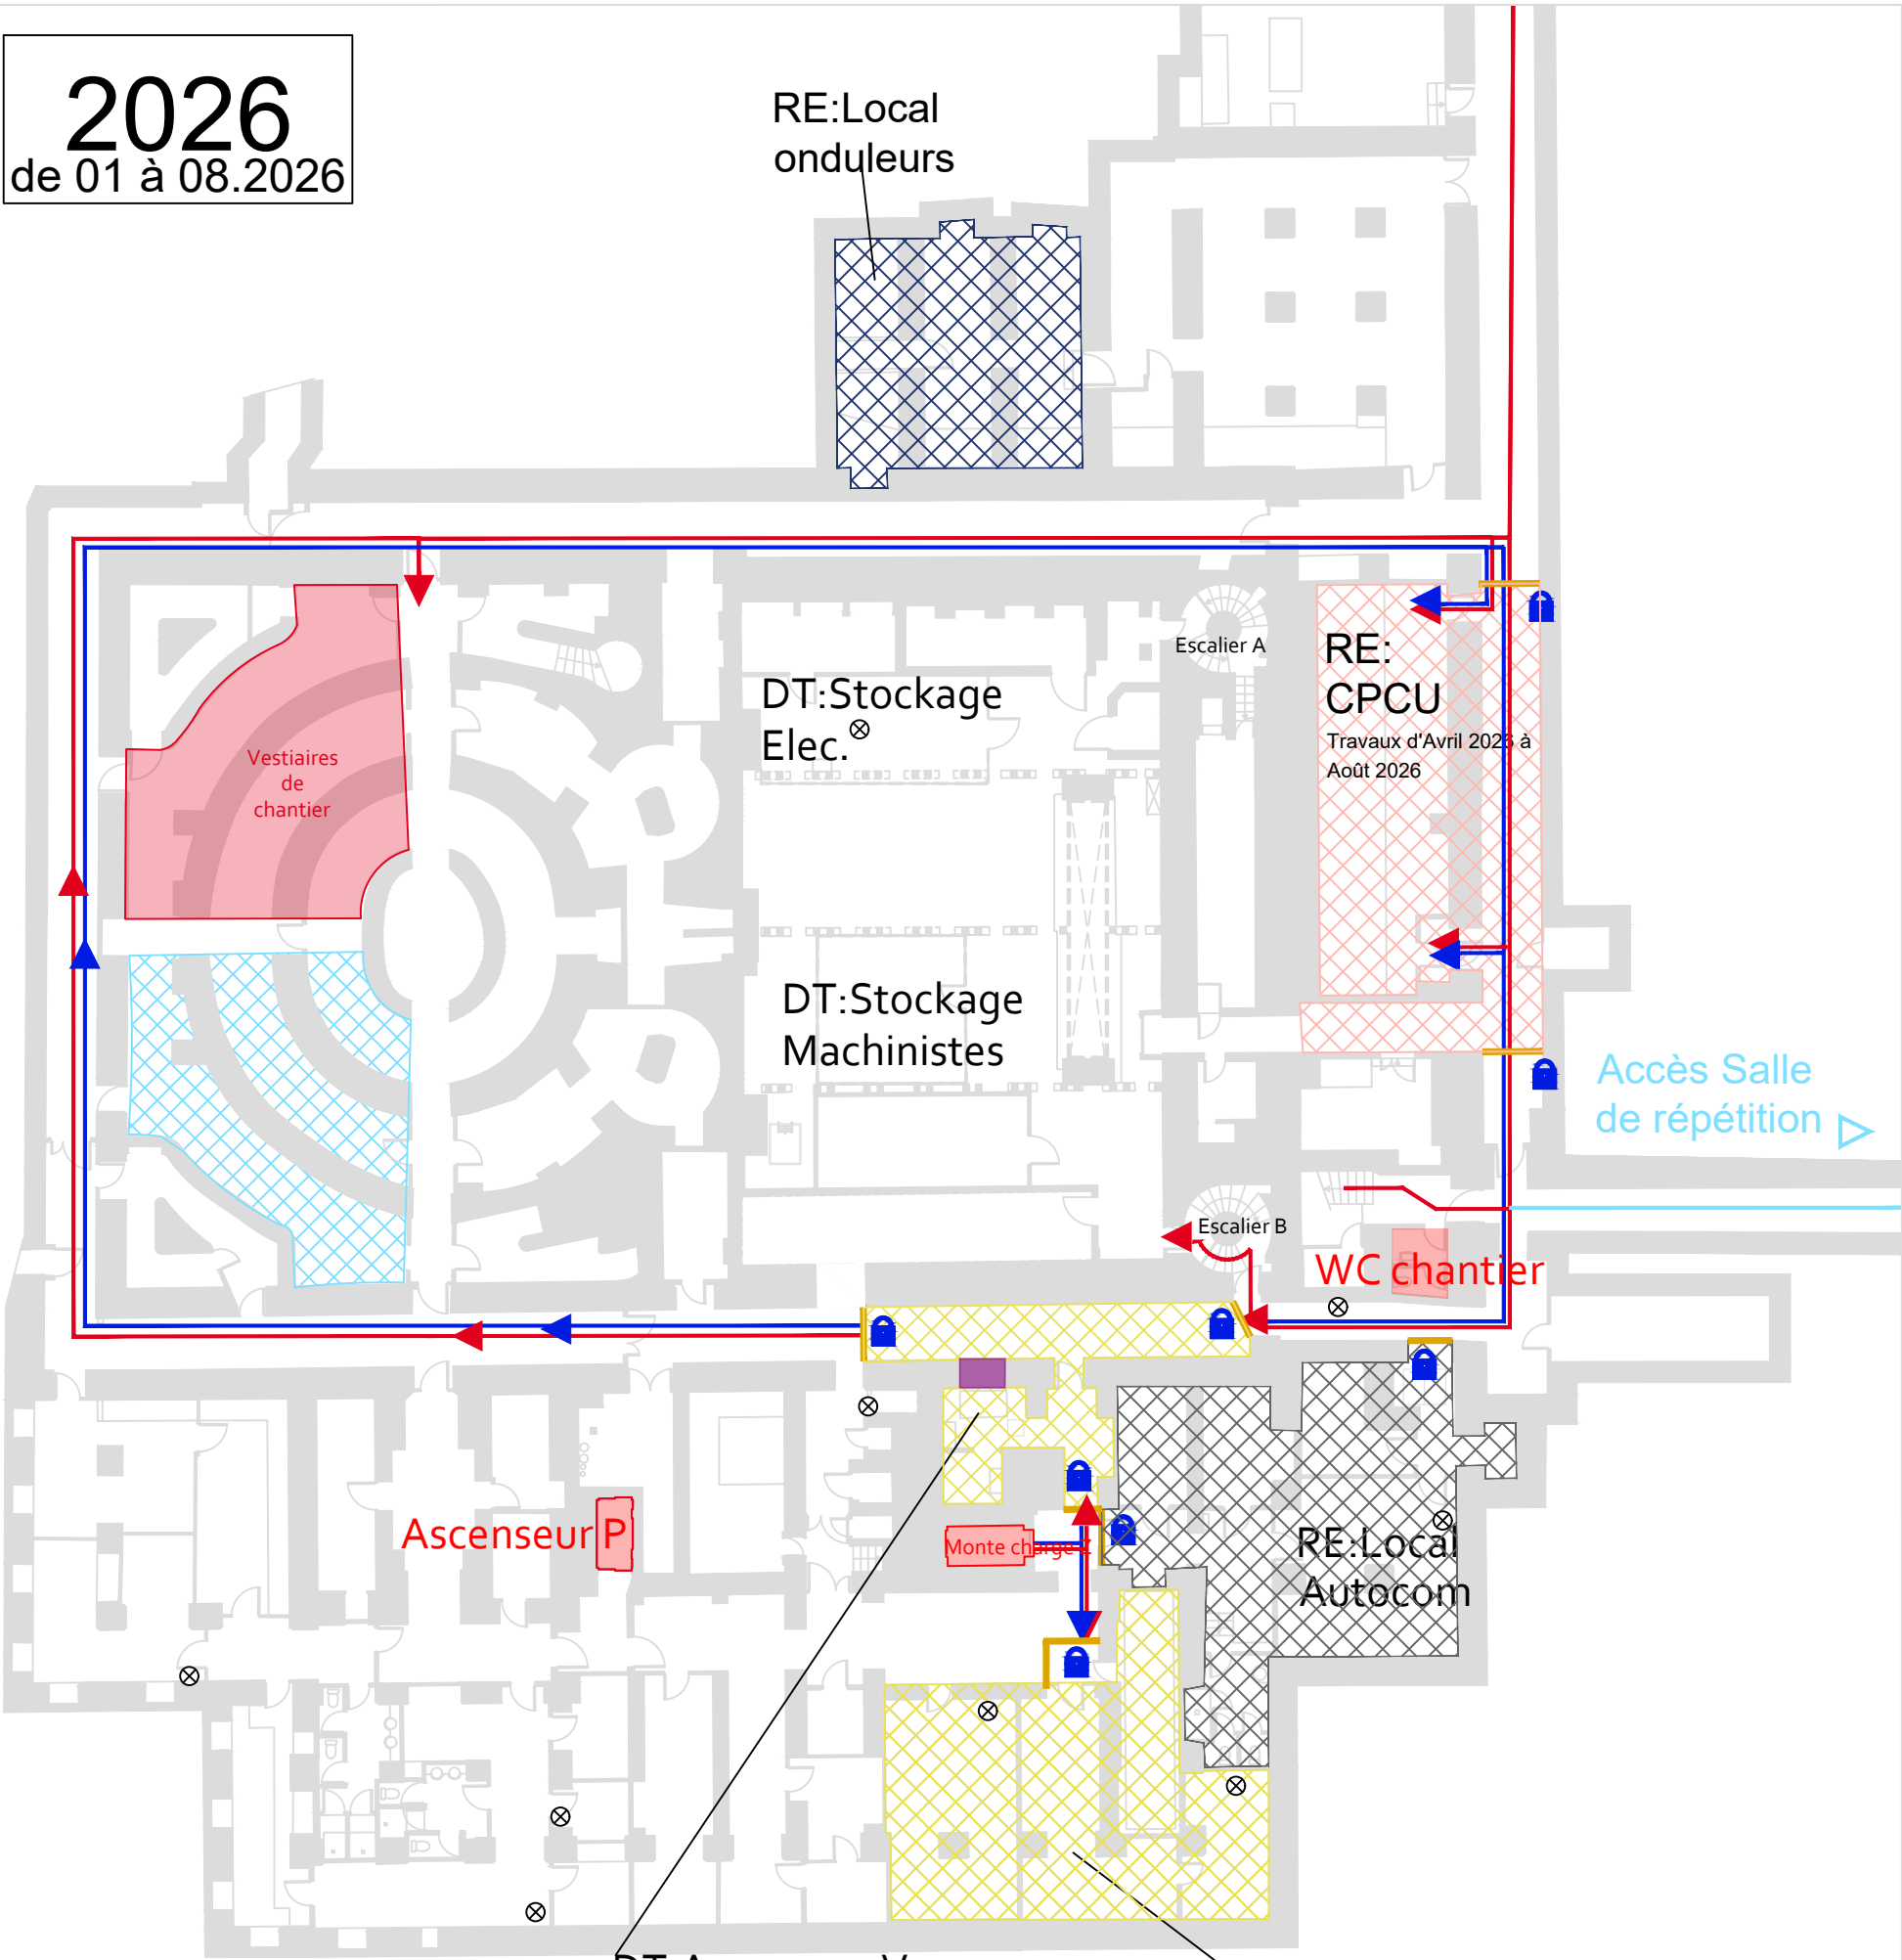 2026
de 01 à 08.2026
RE:Local
onduleurs
Escalier A
RE:
CPCU
Travaux d'Avril 2026 à
Août 2026
DT:Stockage
Elec.
Vestiaires
de
chantier
DT:Stockage
Machinistes
Accès Salle
de répétition
Escalier B
WC chantier
Ascenseur P
Monte charge Z
RE:Local
Autocom